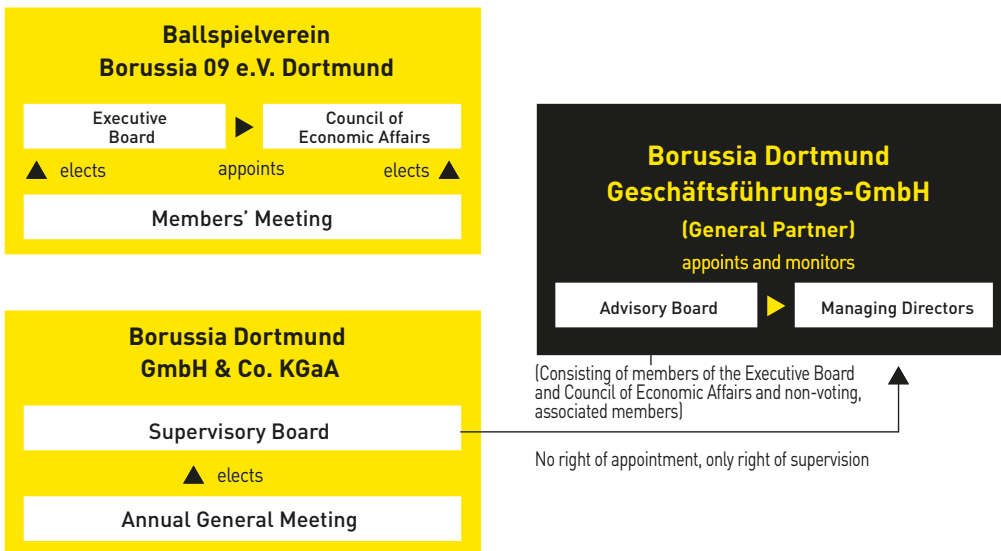 Ballspielverein
Borussia 09 e.V. Dortmund
Executive
Board
Council of
Economic Affairs
elects
appoints
elects
Members’ Meeting
Borussia Dortmund
Geschäftsführungs-GmbH
(General Partner)
appoints and monitors
Advisory Board
Managing Directors
(Consisting of members of the Executive Board
and Council of Economic Affairs and non-voting,
associated members)
Borussia Dortmund
GmbH & Co. KGaA
Supervisory Board
No right of appointment, only right of supervision
elects
Annual General Meeting